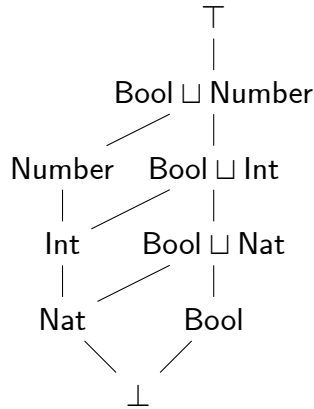 ⊤
Bool ⊔ Number
Number Bool ⊔ Int
Int Bool ⊔ Nat
Nat Bool
⊥